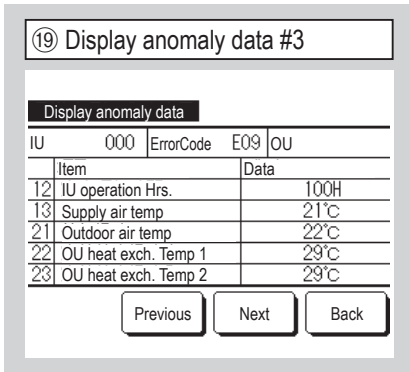 ⑲ Display anomaly data #3
Display anomaly data
IU 000 ErrorCode E09 OU
Item Data
12 IU operation Hrs. 100H
13 Supply air temp 21℃
21 Outdoor air temp 22℃
22 OU heat exch. Temp 1 29℃
23 OU heat exch. Temp 2 29℃
Previous Next Back